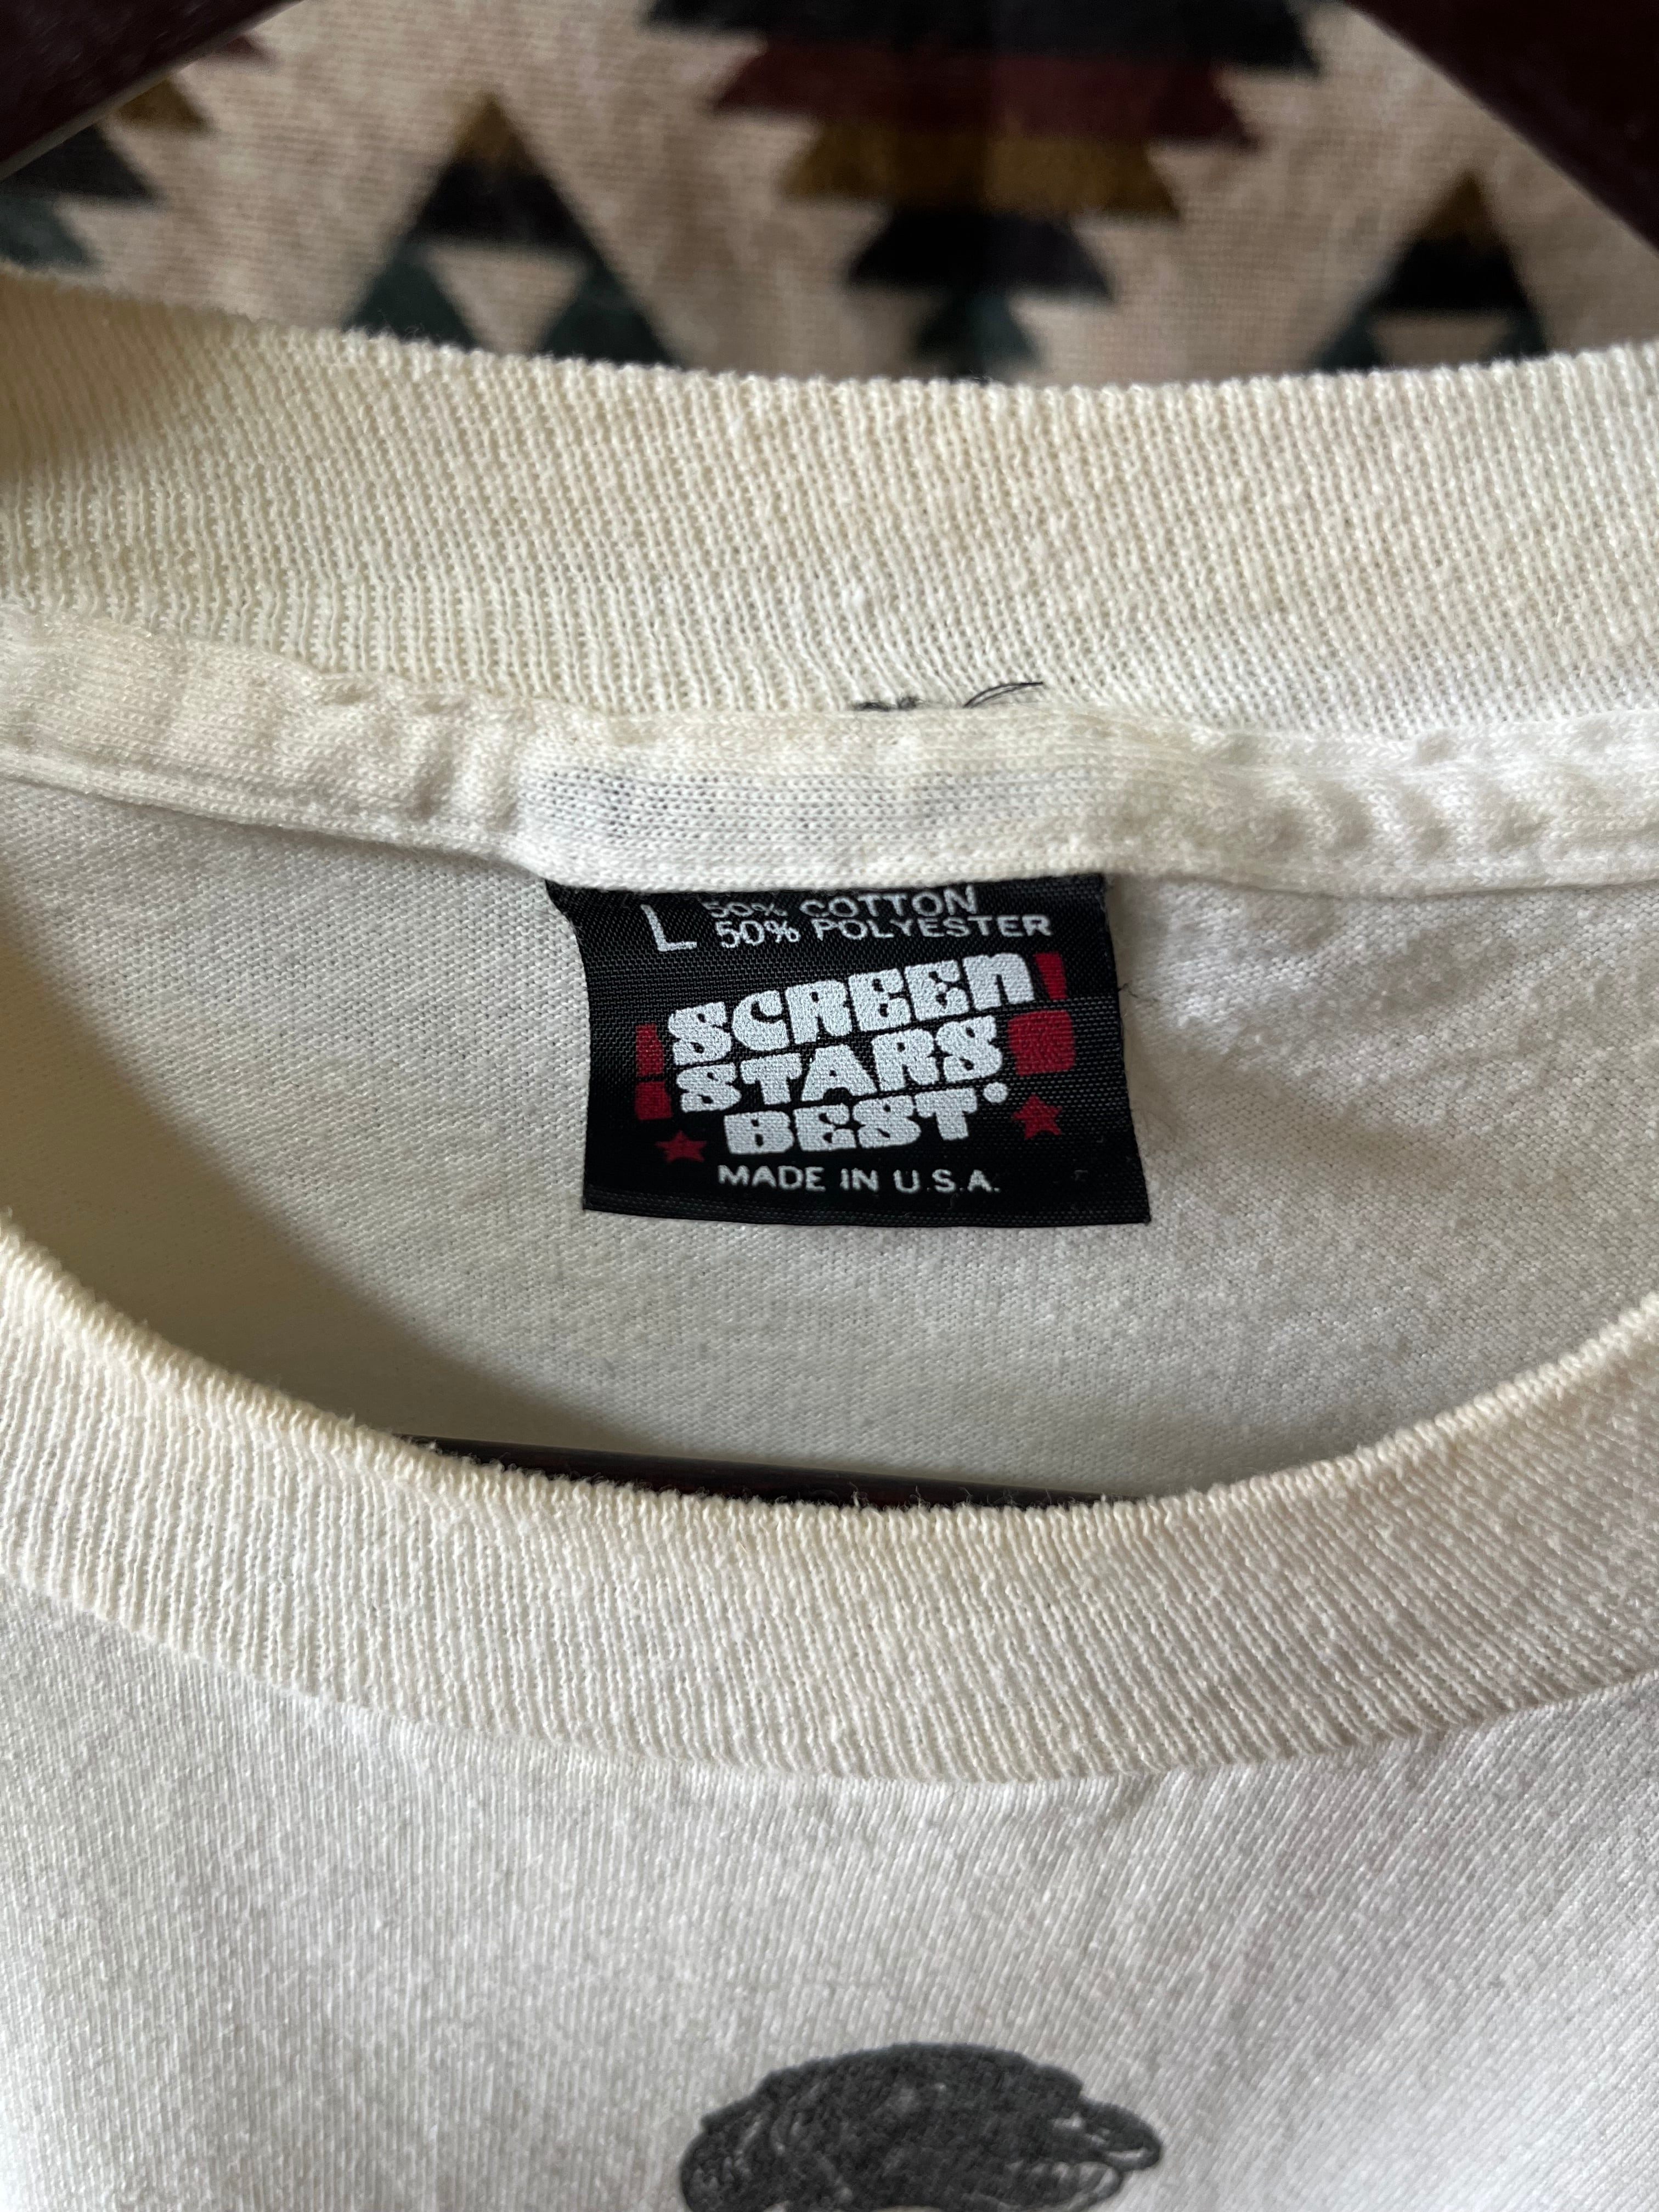 L 50% COTTON
50% POLYESTER
SCREEN
STARS
BEST
MADE IN U.S.A.